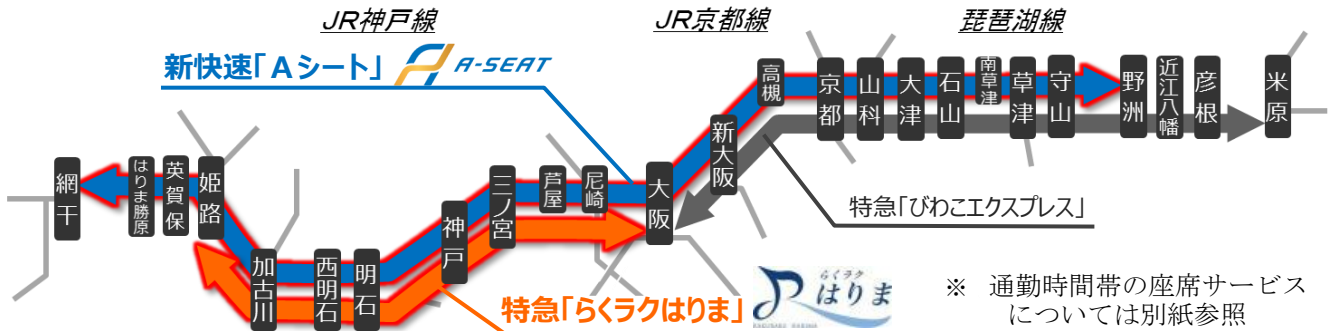 JR神戸線
JR京都線
琵琶湖線
新快速「Aシート」 A-SEAT
網干
はりま勝原
英賀保
姫路
加古川
西明石
明石
神戸
三ノ宮
芦屋
尼崎
大阪
新大阪
高槻
京都
山科
大津
石山
南草津
草津
守山
野洲
近江八幡
彦根
米原
特急「びわこエクスプレス」
特急「らくラクはりま」
らくラク
はりま
RAKURAKU HARIMA
※ 通勤時間帯の座席サービス
については別紙参照